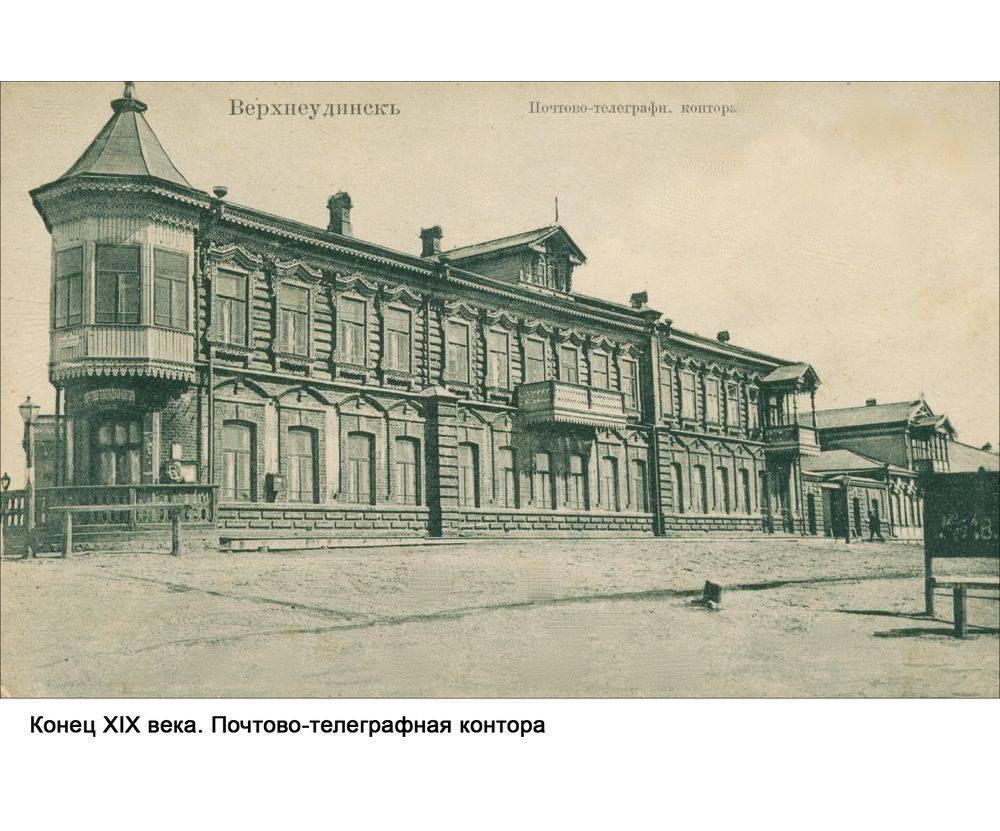 Верхнеудинскъ
Почтово-телеграфн. контора
Конец XIX века. Почтово-телеграфная контора